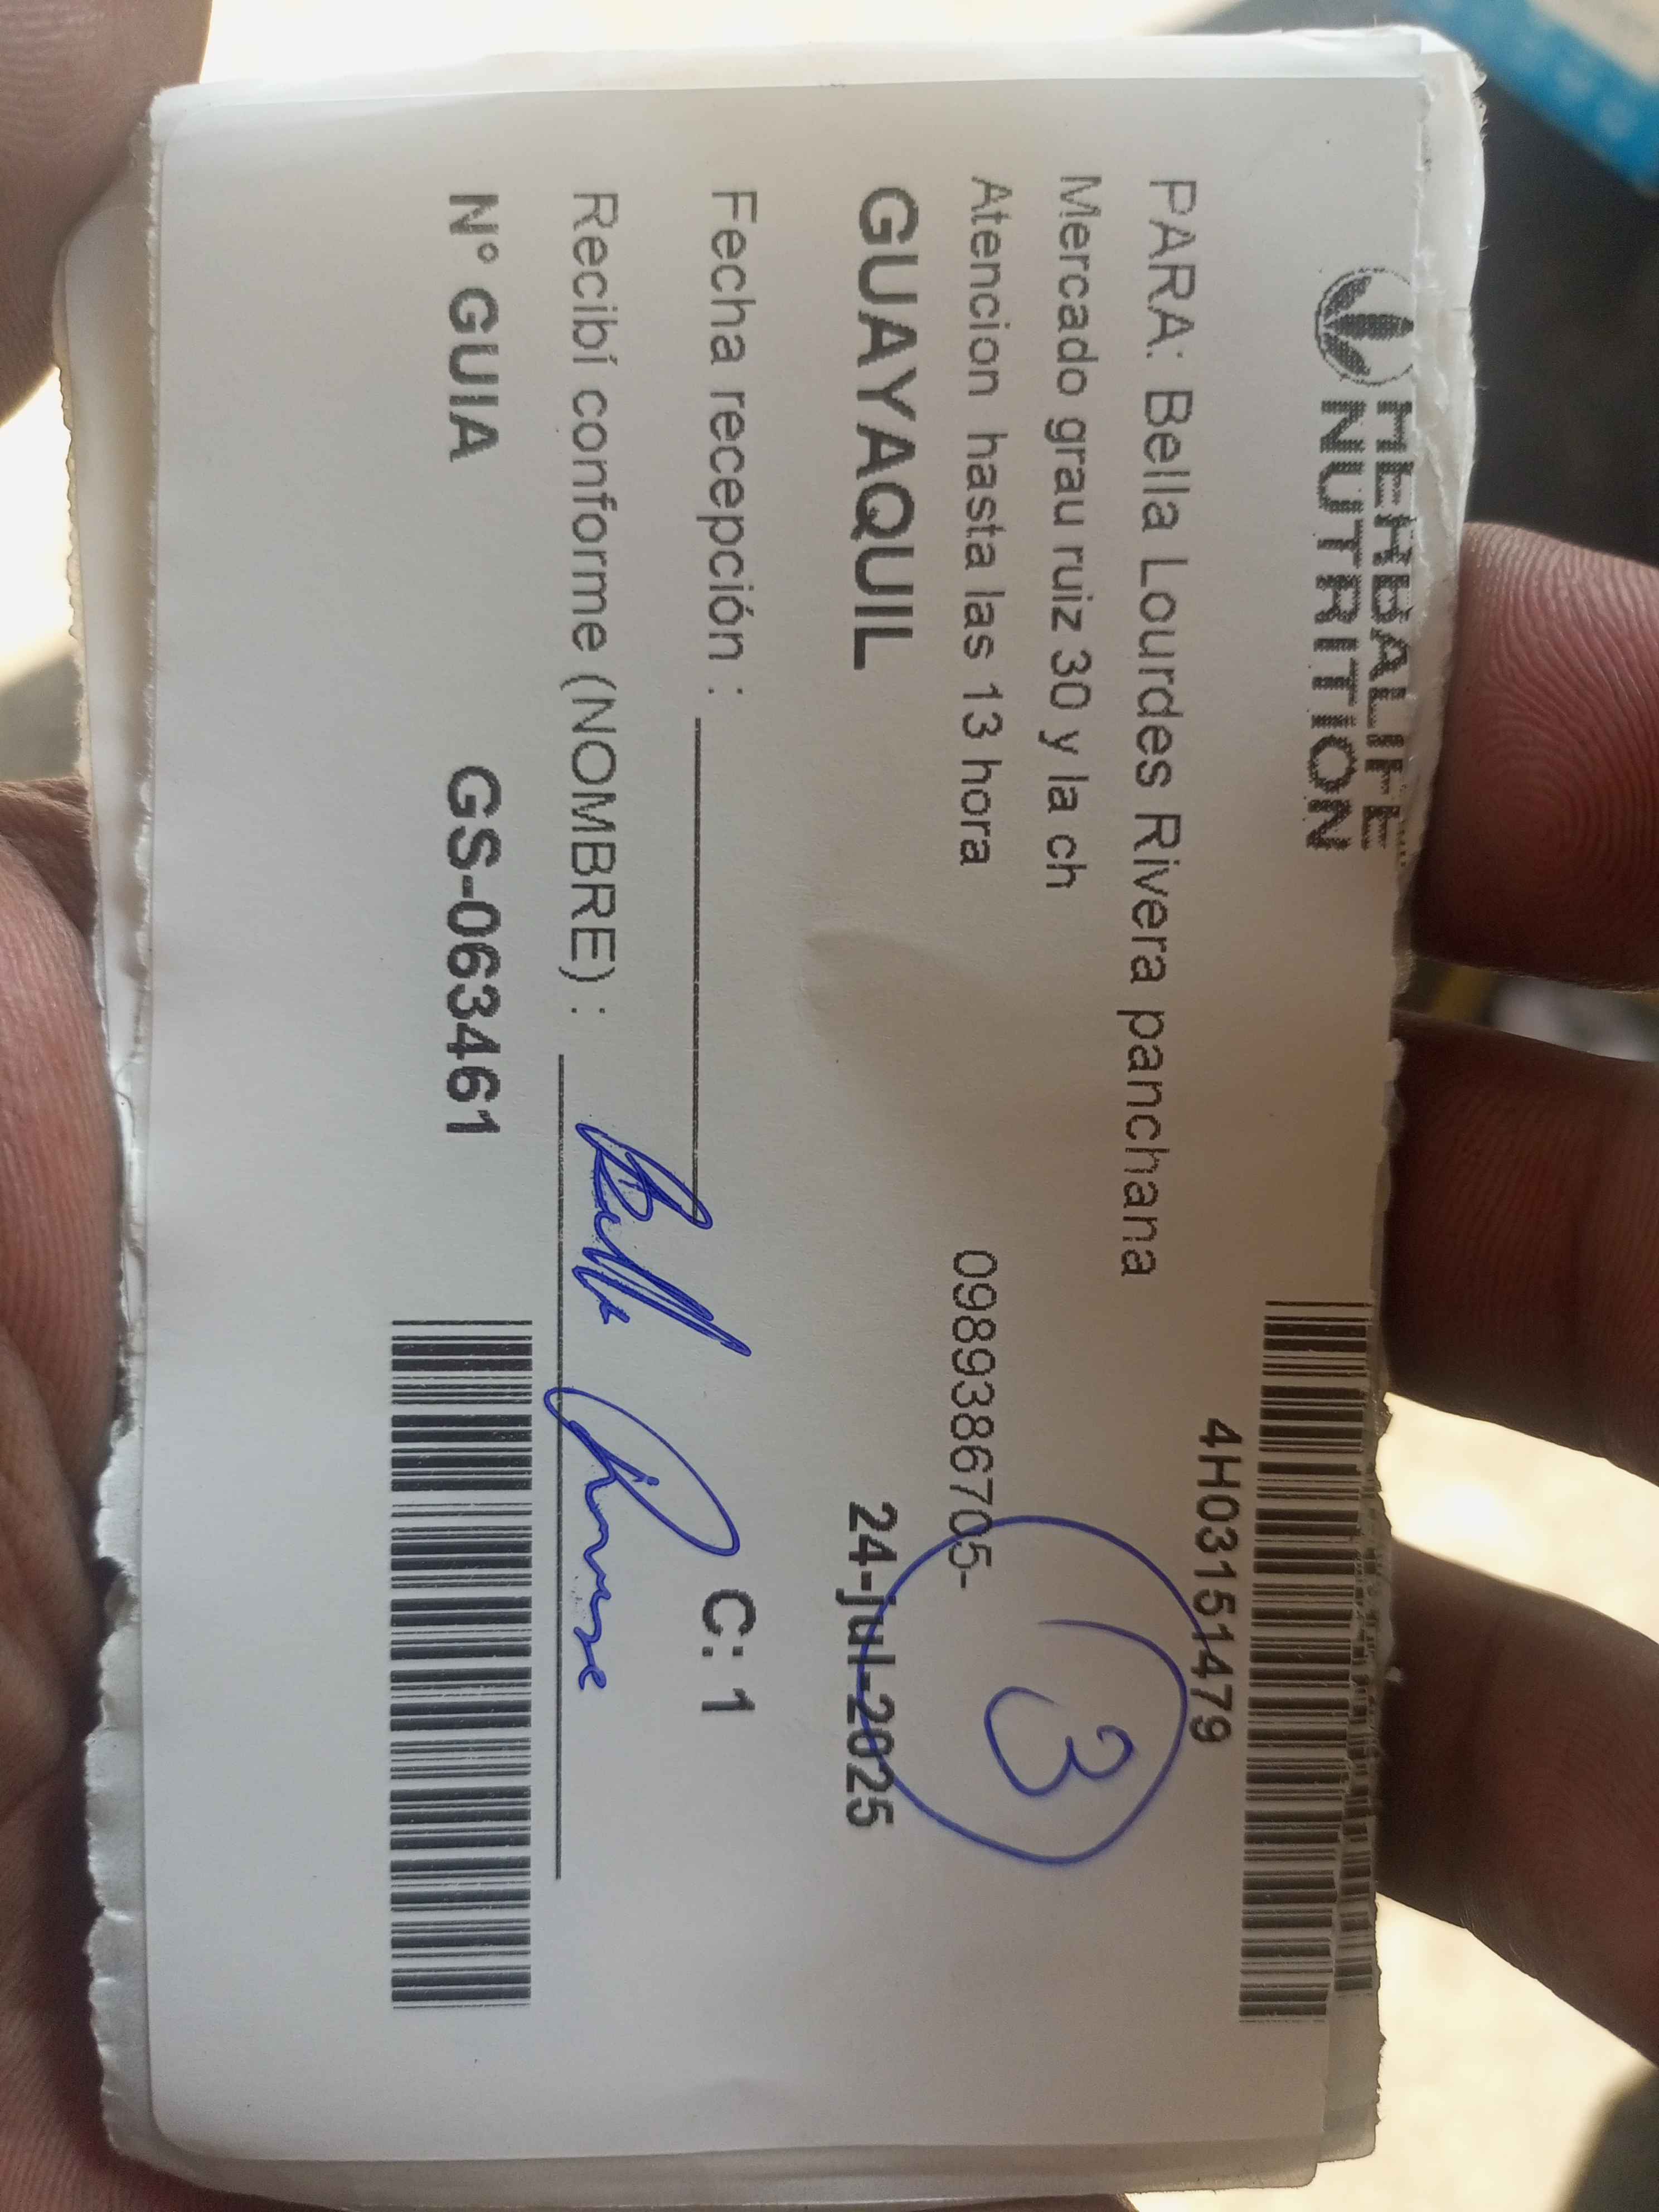 HERBALIFE
NUTRITION
4H03151479
PARA: Bella Lourdes Rivera panchana
Mercado grau ruiz 30 y la ch
Atencion hasta las 13 hora 0989386705-
3
GUAYAQUIL 24-jul-2025
Fecha recepción : C: 1
Recibí conforme (NOMBRE) : Bella
N° GUIA GS-063461